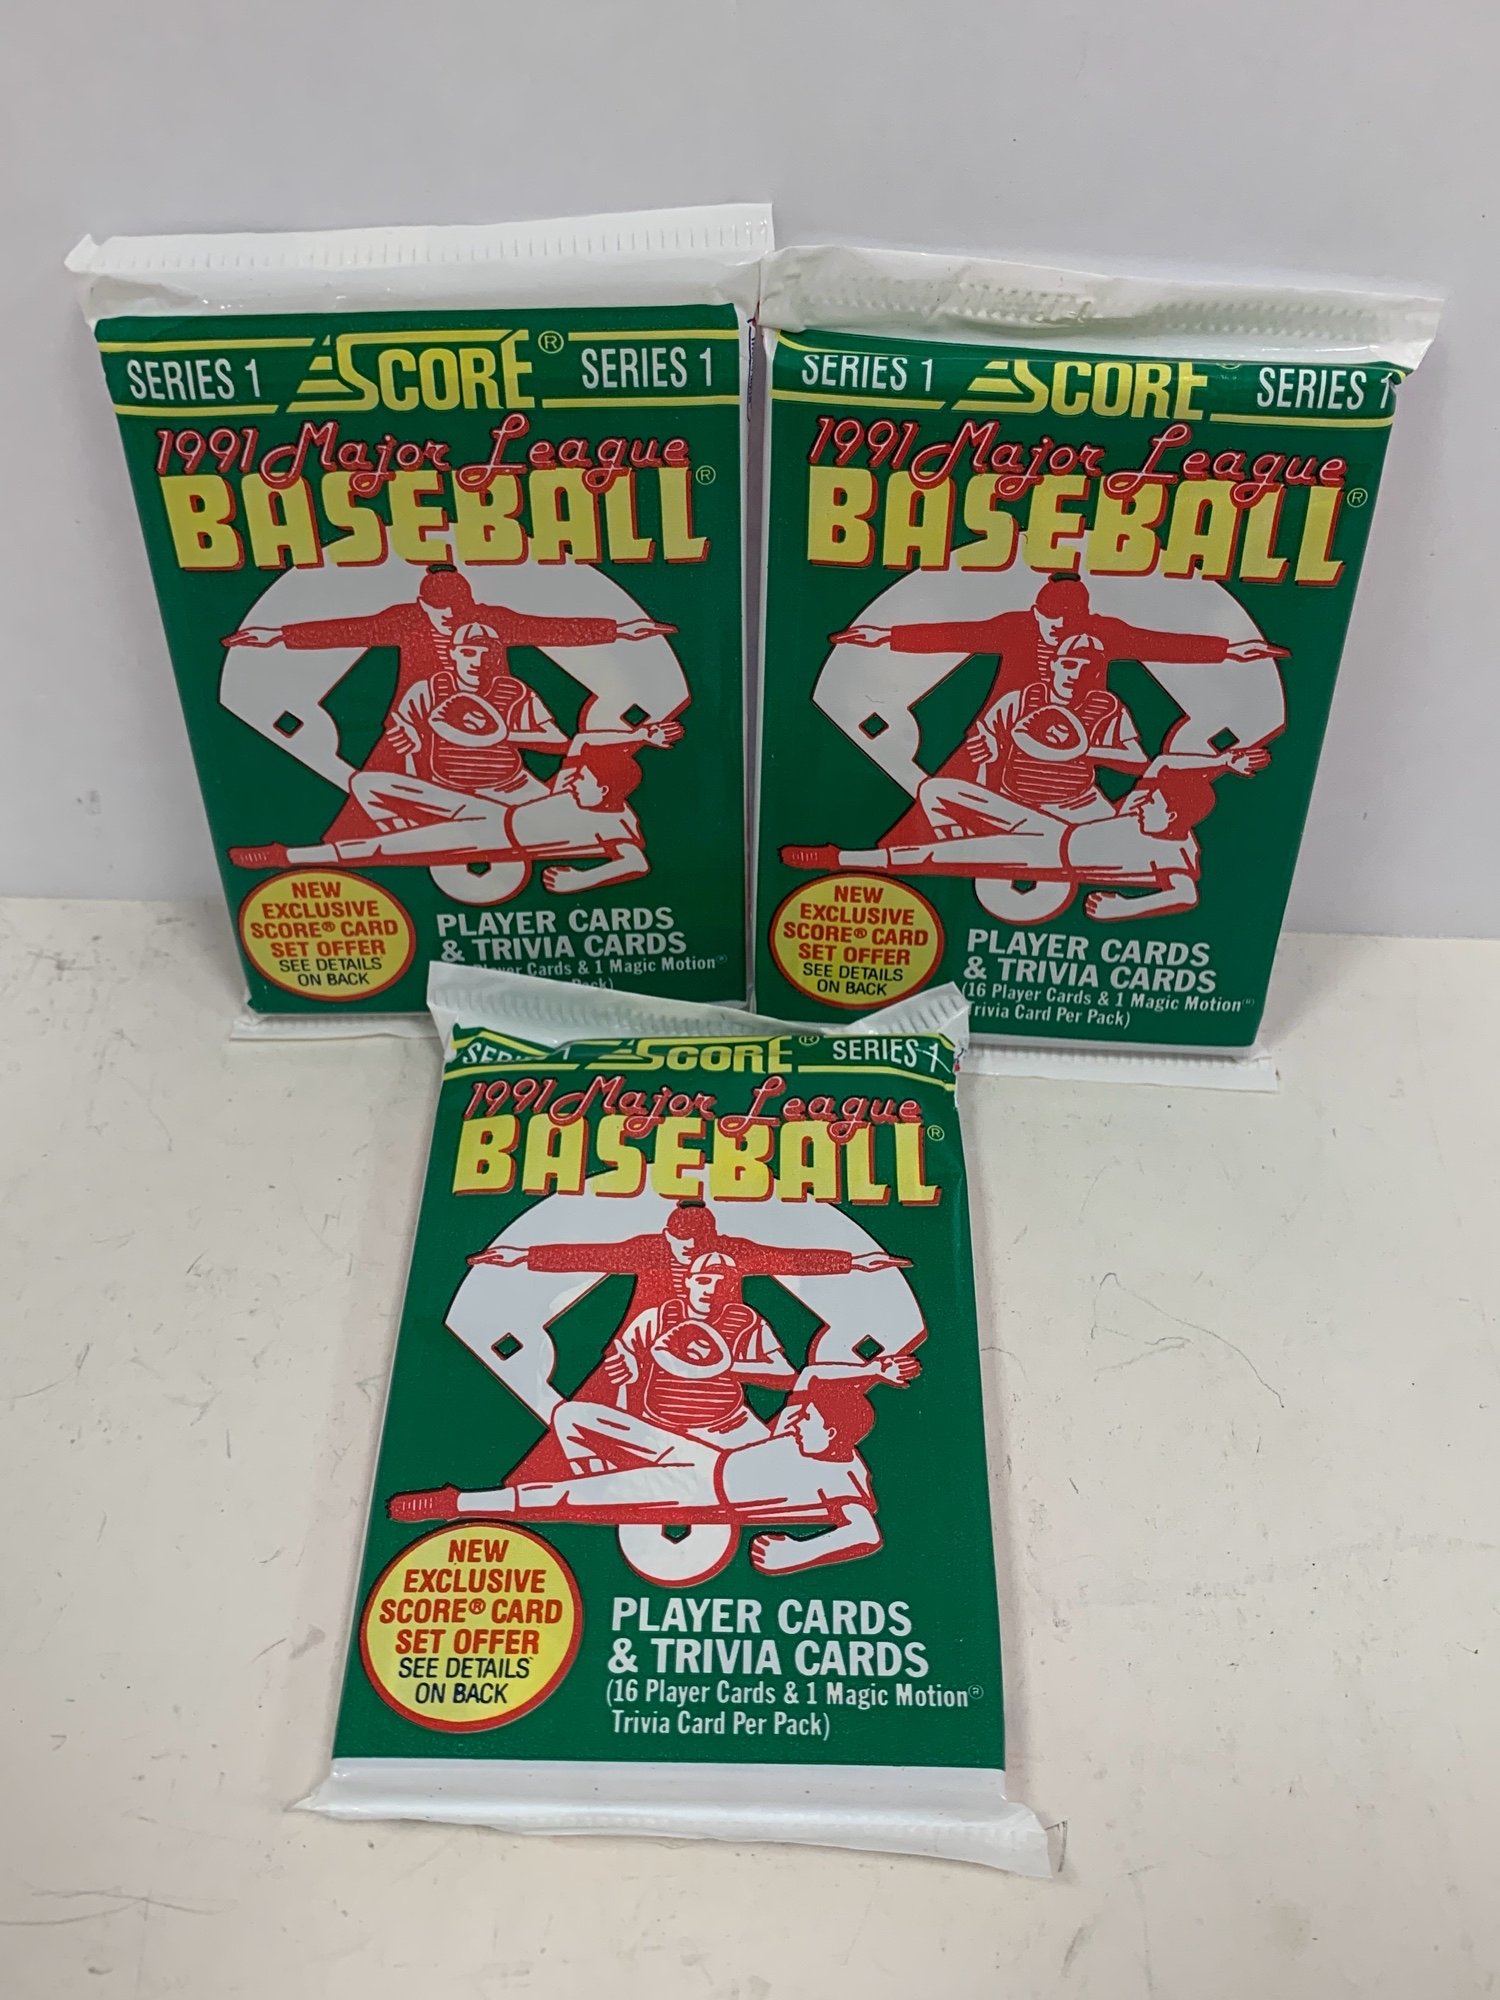 SERIES 1 SCORE® SERIES 1
1991 Major League
BASEBALL®
NEW
EXCLUSIVE
SCORE® CARD
SET OFFER
SEE DETAILS
ON BACK
PLAYER CARDS
& TRIVIA CARDS
Cards & 1 Magic Motion®
SERIES 1 SCORE SERIES 1
1991 Major League
BASEBALL®
NEW
EXCLUSIVE
SCORE® CARD
SET OFFER
SEE DETAILS
ON BACK
PLAYER CARDS
& TRIVIA CARDS
(16 Player Cards & 1 Magic Motion®
Trivia Card Per Pack)
SCORE® SERIES 1
1991 Major League
BASEBALL®
NEW
EXCLUSIVE
SCORE® CARD
SET OFFER
SEE DETAILS
ON BACK
PLAYER CARDS
& TRIVIA CARDS
(16 Player Cards & 1 Magic Motion®
Trivia Card Per Pack)